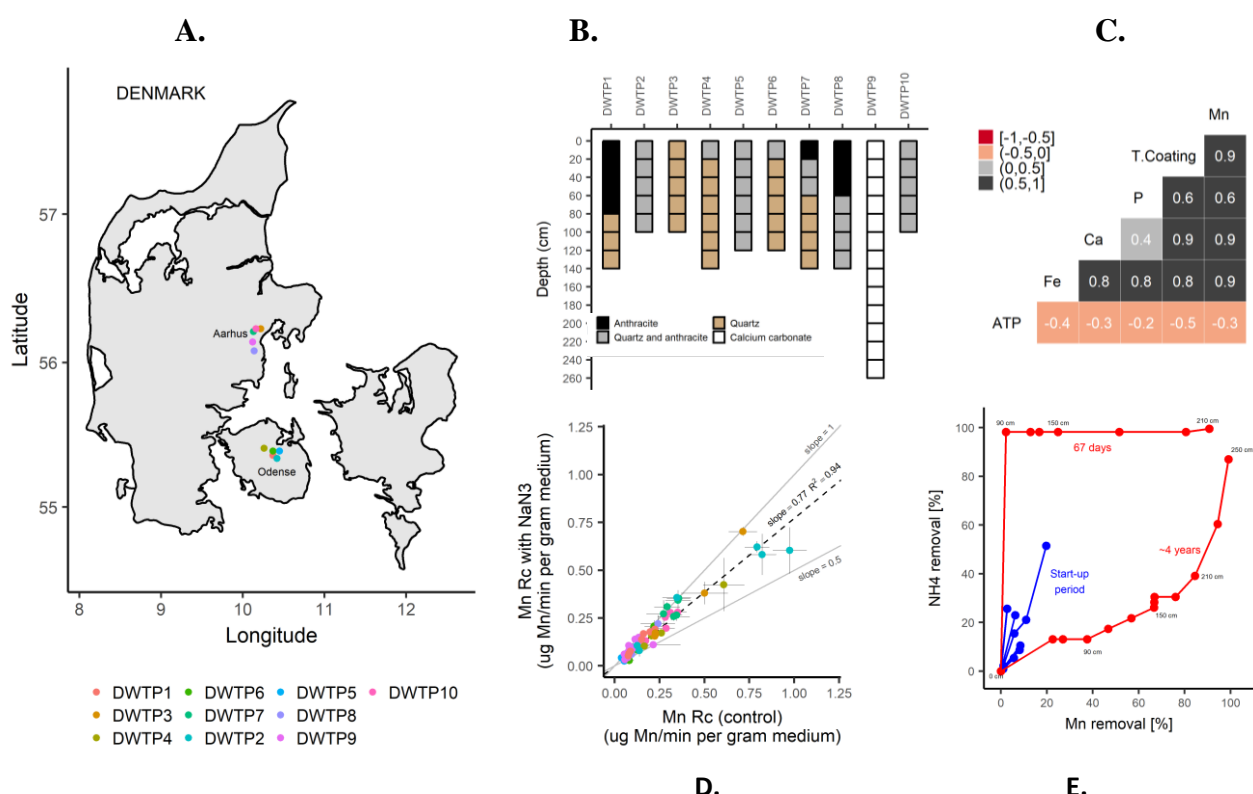 A.
B.
C.
DENMARK
57
56
55
Latitude
Aarhus
Odense
8
9
10
11
12
Longitude
DWTP1
DWTP6
DWTP5
DWTP10
DWTP3
DWTP7
DWTP8
DWTP4
DWTP2
DWTP9
DWTP1
DWTP2
DWTP3
DWTP4
DWTP5
DWTP6
DWTP7
DWTP8
DWTP9
DWTP10
0
20
40
60
80
100
120
140
160
180
200
220
240
260
Depth (cm)
Anthracite
Quartz
Quartz and anthracite
Calcium carbonate
[-1,-0.5]
(-0.5,0]
(0,0.5]
(0.5,1]
Mn
T.Coating
0.9
P
0.6
0.6
Ca
0.4
0.9
0.9
Fe
0.8
0.8
0.8
0.9
ATP
-0.4
-0.3
-0.2
-0.5
-0.3
Mn Rc with NaN3
(ug Mn/min per gram medium)
1.25
1.00
0.75
0.50
0.25
0.00
slope = 1
slope = 0.77 R² = 0.94
slope = 0.5
0.00
0.25
0.50
0.75
1.00
1.25
Mn Rc (control)
(ug Mn/min per gram medium)
D.
NH4 removal [%]
100
80
60
40
20
0
90 cm
150 cm
210 cm
67 days
250 cm
~4 years
210 cm
Start-up
period
150 cm
90 cm
0 cm
0
20
40
60
80
100
Mn removal [%]
E.